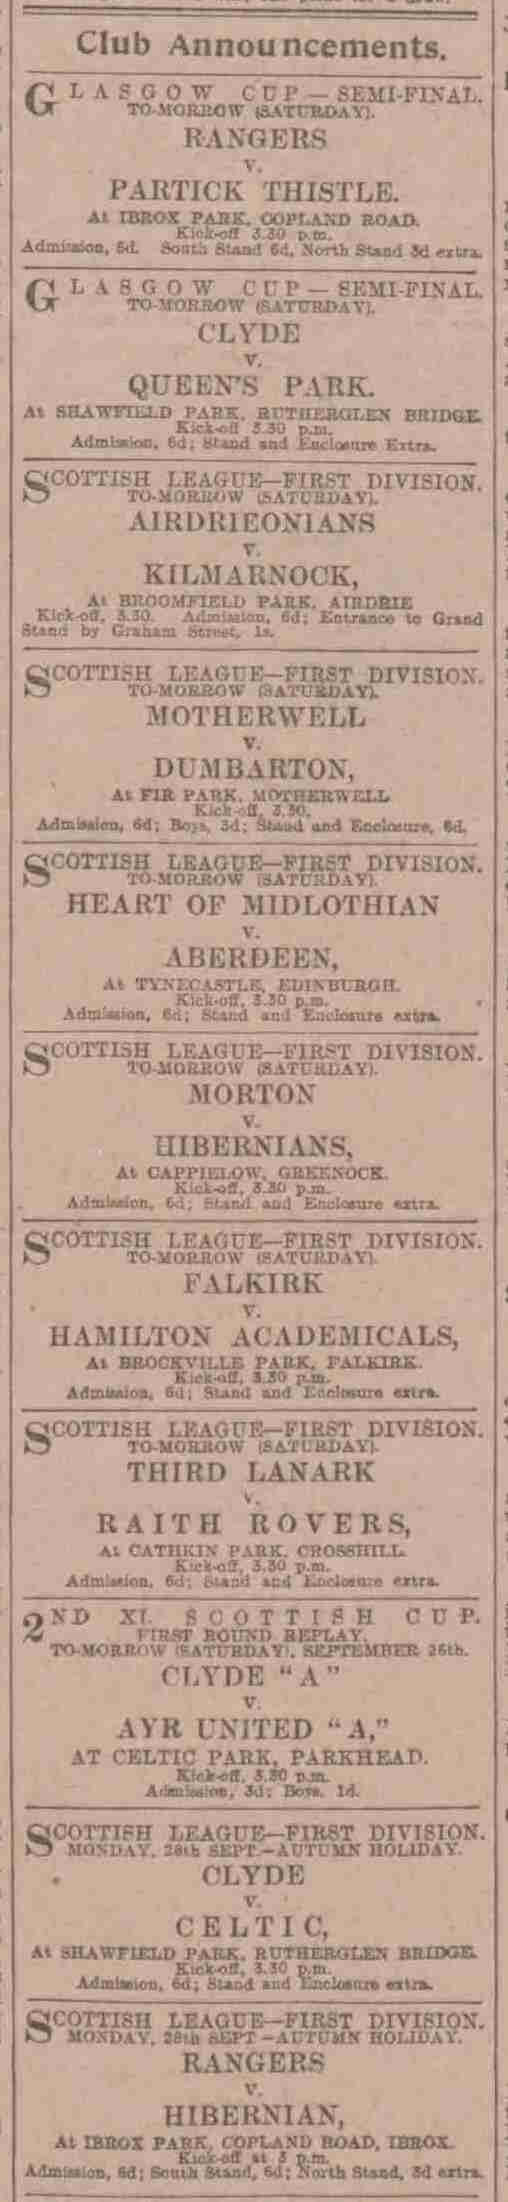 Club Announcements.
GLASGOW CUP — SEMI-FINAL.
TO-MORROW (SATURDAY).
RANGERS
v.
PARTICK THISTLE.
At IBROX PARK, COPLAND ROAD.
Kick-off 3.30 p.m.
Admission, 6d. South Stand 6d, North Stand 3d extra.
GLASGOW CUP — SEMI-FINAL.
TO-MORROW (SATURDAY).
CLYDE
v.
QUEEN'S PARK.
At SHAWFIELD PARK, RUTHERGLEN BRIDGE.
Kick-off 3.30 p.m.
Admission, 6d; Stand and Enclosure Extra.
SCOTTISH LEAGUE—FIRST DIVISION.
TO-MORROW (SATURDAY).
AIRDRIEONIANS
v.
KILMARNOCK,
At BROOMFIELD PARK, AIRDRIE
Kick-off, 3.30. Admission, 6d; Entrance to Grand
Stand by Graham Street, 1s.
SCOTTISH LEAGUE—FIRST DIVISION.
TO-MORROW (SATURDAY).
MOTHERWELL
v.
DUMBARTON,
At FIR PARK, MOTHERWELL
Kick-off, 3.30.
Admission, 6d; Boys, 3d; Stand and Enclosure, 6d.
SCOTTISH LEAGUE—FIRST DIVISION.
TO-MORROW (SATURDAY).
HEART OF MIDLOTHIAN
v.
ABERDEEN,
At TYNECASTLE, EDINBURGH.
Kick-off, 3.30 p.m.
Admission, 6d; Stand and Enclosure extra.
SCOTTISH LEAGUE—FIRST DIVISION.
TO-MORROW (SATURDAY).
MORTON
v.
HIBERNIANS,
At CAPPIELOW, GREENOCK.
Kick-off, 3.30 p.m.
Admission, 6d; Stand and Enclosure extra.
SCOTTISH LEAGUE—FIRST DIVISION.
TO-MORROW (SATURDAY).
FALKIRK
v.
HAMILTON ACADEMICALS,
At BROCKVILLE PARK, FALKIRK.
Kick-off, 3.30 p.m.
Admission, 6d; Stand and Enclosure extra.
SCOTTISH LEAGUE—FIRST DIVISION.
TO-MORROW (SATURDAY).
THIRD LANARK
v.
RAITH ROVERS,
At CATHKIN PARK, CROSSHILL.
Kick-off, 3.30 p.m.
Admission, 6d; Stand and Enclosure extra.
2ND XI. SCOTTISH CUP.
FIRST ROUND REPLAY.
TO-MORROW (SATURDAY), SEPTEMBER 26th.
CLYDE "A"
v.
AYR UNITED "A,"
AT CELTIC PARK, PARKHEAD.
Kick-off, 3.30 p.m.
Admission, 3d; Boys, 1d.
SCOTTISH LEAGUE—FIRST DIVISION.
MONDAY, 28th SEPT.—AUTUMN HOLIDAY.
CLYDE
v.
CELTIC,
At SHAWFIELD PARK, RUTHERGLEN BRIDGE.
Kick-off, 3.30 p.m.
Admission, 6d; Stand and Enclosure extra.
SCOTTISH LEAGUE—FIRST DIVISION.
MONDAY, 28th SEPT—AUTUMN HOLIDAY.
RANGERS
v.
HIBERNIAN,
At IBROX PARK, COPLAND ROAD, IBROX.
Kick-off at 3 p.m.
Admission, 6d; South Stand, 6d; North Stand, 3d extra.